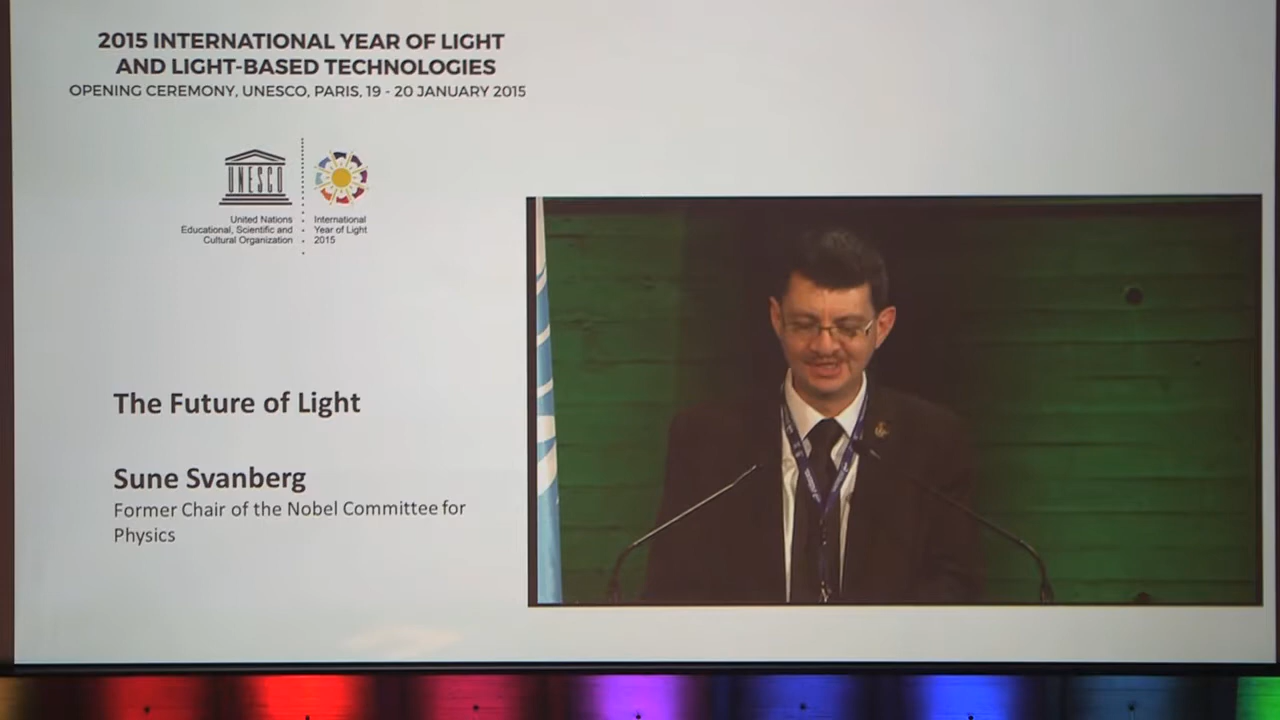 2015 INTERNATIONAL YEAR OF LIGHT
AND LIGHT-BASED TECHNOLOGIES
OPENING CEREMONY, UNESCO, PARIS, 19 - 20 JANUARY 2015
UNESCO
United Nations
Educational, Scientific and
Cultural Organization
International
Year of Light
2015
The Future of Light
Sune Svanberg
Former Chair of the Nobel Committee for
Physics